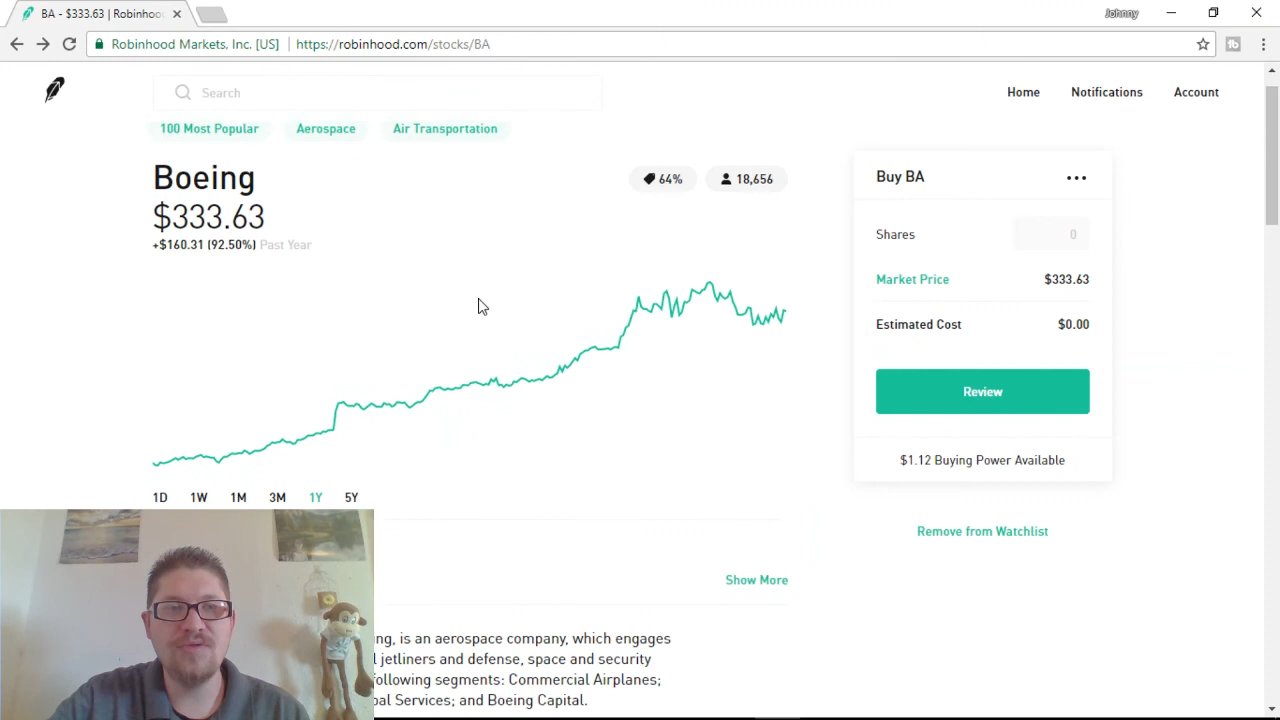 BA - $333.63 | Robinhoo
Johnny
Robinhood Markets, Inc. [US] | https://robinhood.com/stocks/BA
Search
Home Notifications Account
100 Most Popular Aerospace Air Transportation
Boeing
64% 18,656
$333.63
+$160.31 (92.50%) Past Year
1D 1W 1M 3M 1Y 5Y
Show More
ng, is an aerospace company, which engages
l jetliners and defense, space and security
following segments: Commercial Airplanes;
bal Services; and Boeing Capital.
Buy BA
Shares 0
Market Price $333.63
Estimated Cost $0.00
Review
$1.12 Buying Power Available
Remove from Watchlist